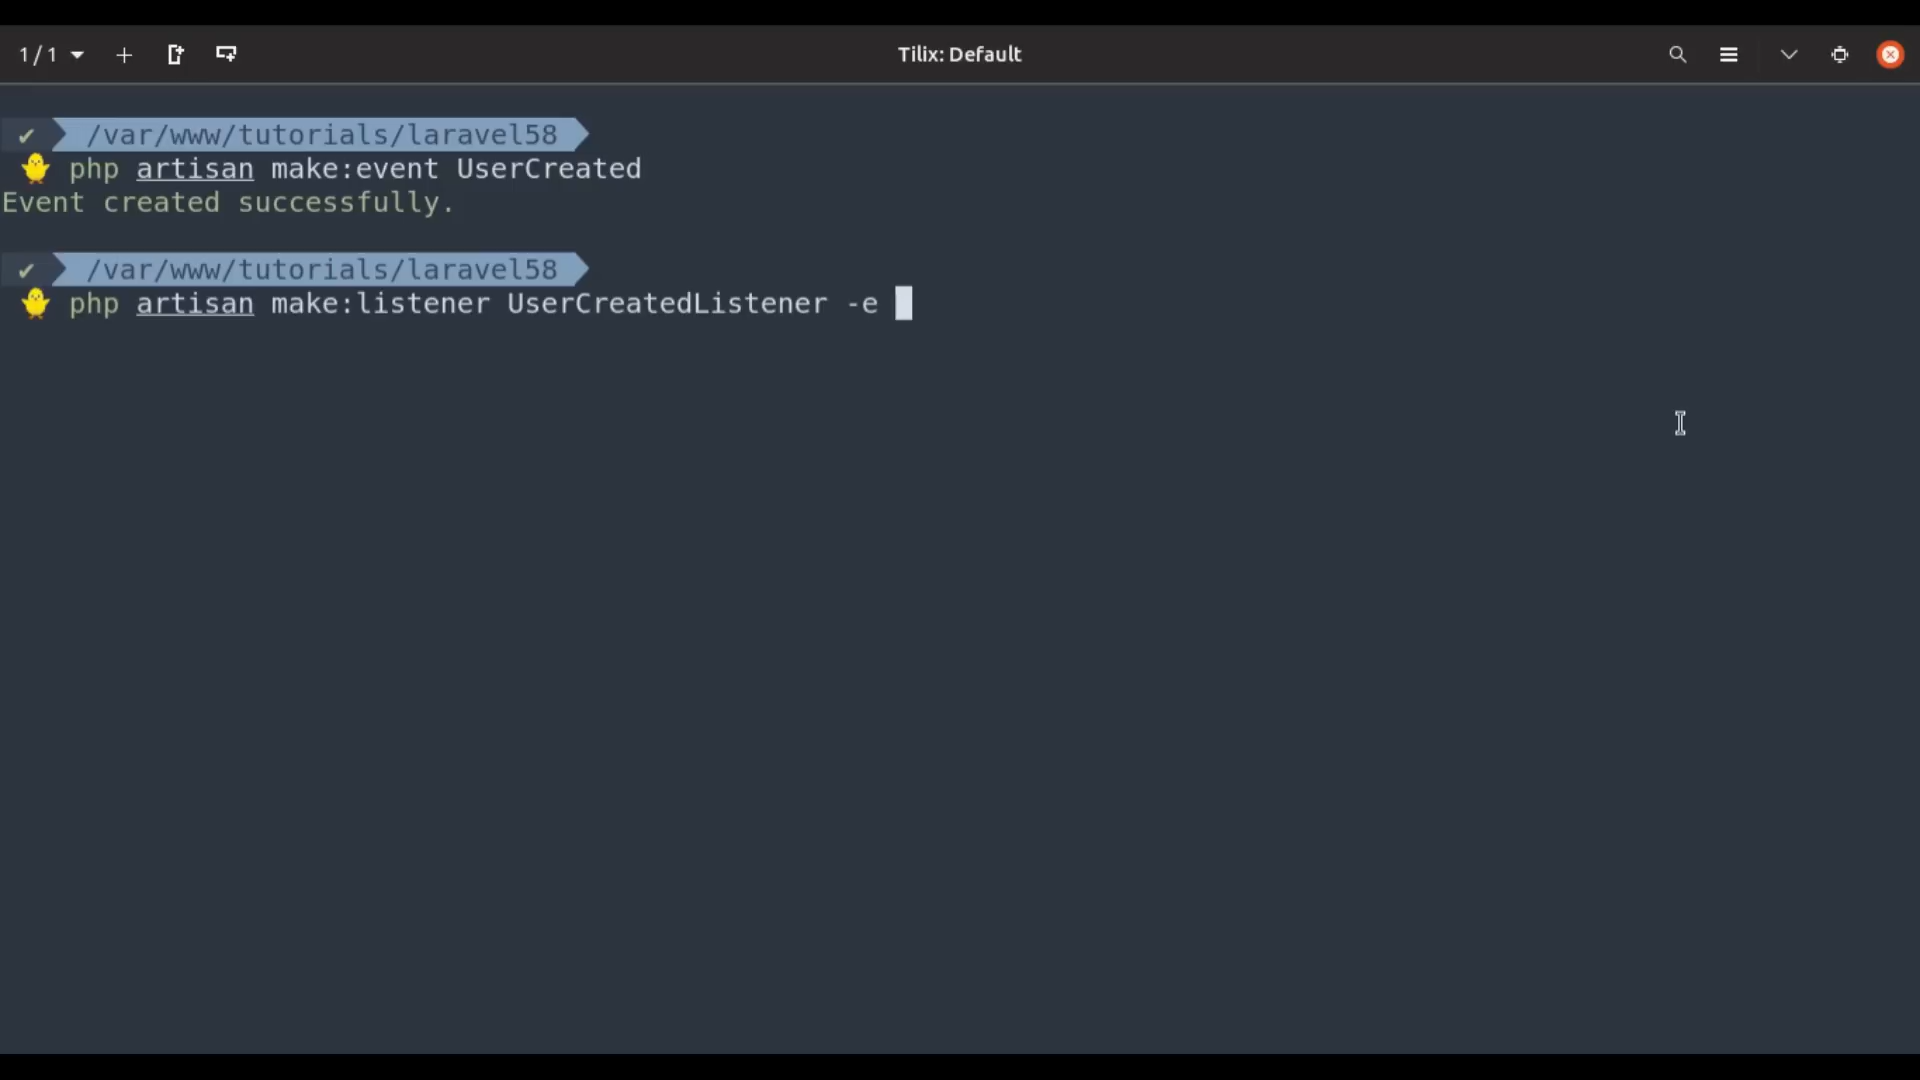 1 / 1
Tilix: Default
✔ /var/www/tutorials/laravel58
🐥 php artisan make:event UserCreated
Event created successfully.
✔ /var/www/tutorials/laravel58
🐥 php artisan make:listener UserCreatedListener -e